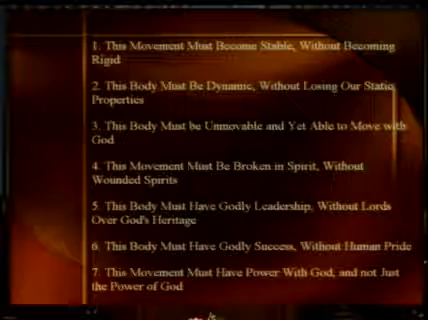 1. This Movement Must Become Stable, Without Becoming
Rigid
2. This Body Must Be Dynamic, Without Losing Our Static
Properties
3. This Body Must be Unmovable and Yet Able to Move with
God
4. This Movement Must Be Broken in Spirit, Without
Wounded Spirits
5. This Body Must Have Godly Leadership, Without Lords
Over God's Heritage
6. This Body Must Have Godly Success, Without Human Pride
7. This Movement Must Have Power With God, and not Just
the Power of God